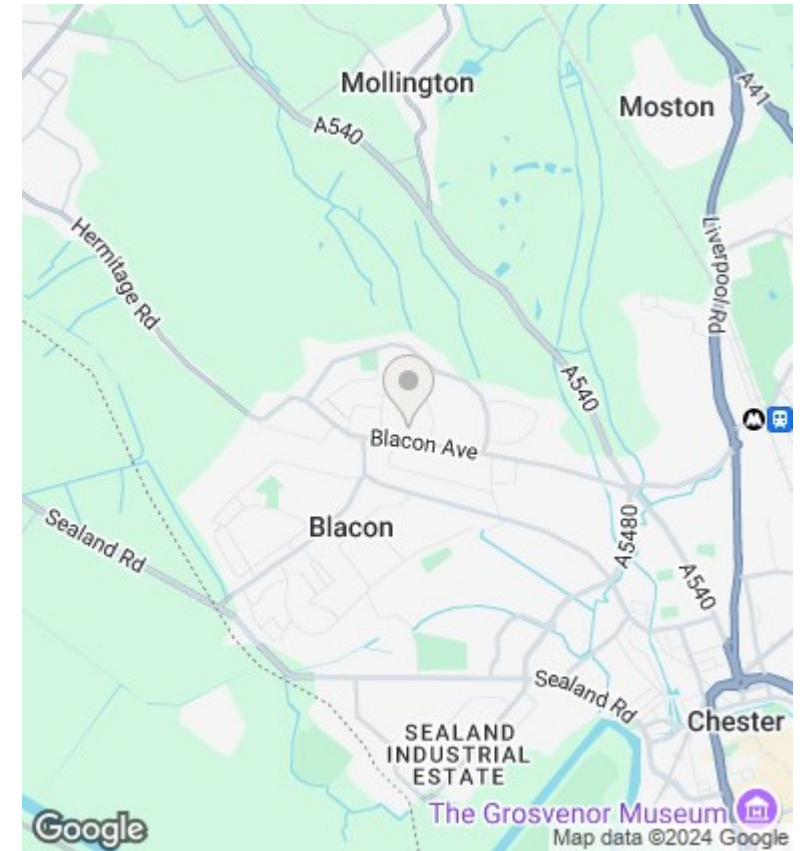 Mollington
Moston
A41
A540
Hermitage Rd
Liverpool Rd
A540
Blacon Ave
Blacon
Sealand Rd
A5480
A540
Sealand Rd
Chester
SEALAND
INDUSTRIAL
ESTATE
The Grosvenor Museum
Google
Map data ©2024 Google